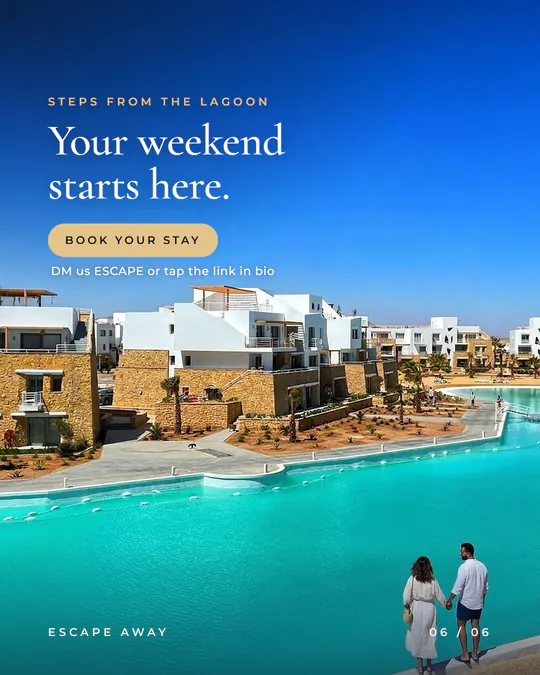 STEPS FROM THE LAGOON
Your weekend
starts here.
BOOK YOUR STAY
DM us ESCAPE or tap the link in bio
ESCAPE AWAY
06 / 06